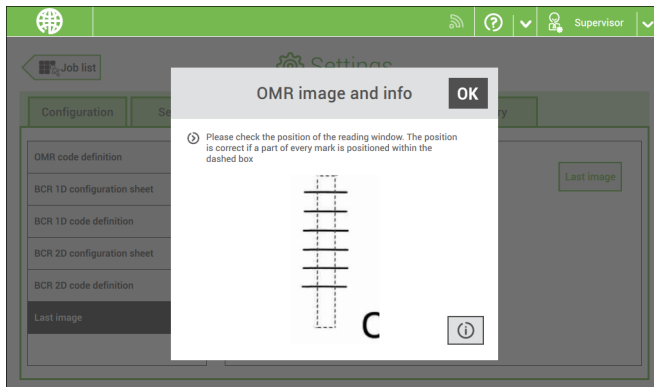 Supervisor
Job list
Settings
OMR image and info
OK
Configuration
Se
ry
Please check the position of the reading window. The position
is correct if a part of every mark is positioned within the
dashed box
OMR code definition
BCR 1D configuration sheet
BCR 1D code definition
BCR 2D configuration sheet
BCR 2D code definition
Last image
Last image
C